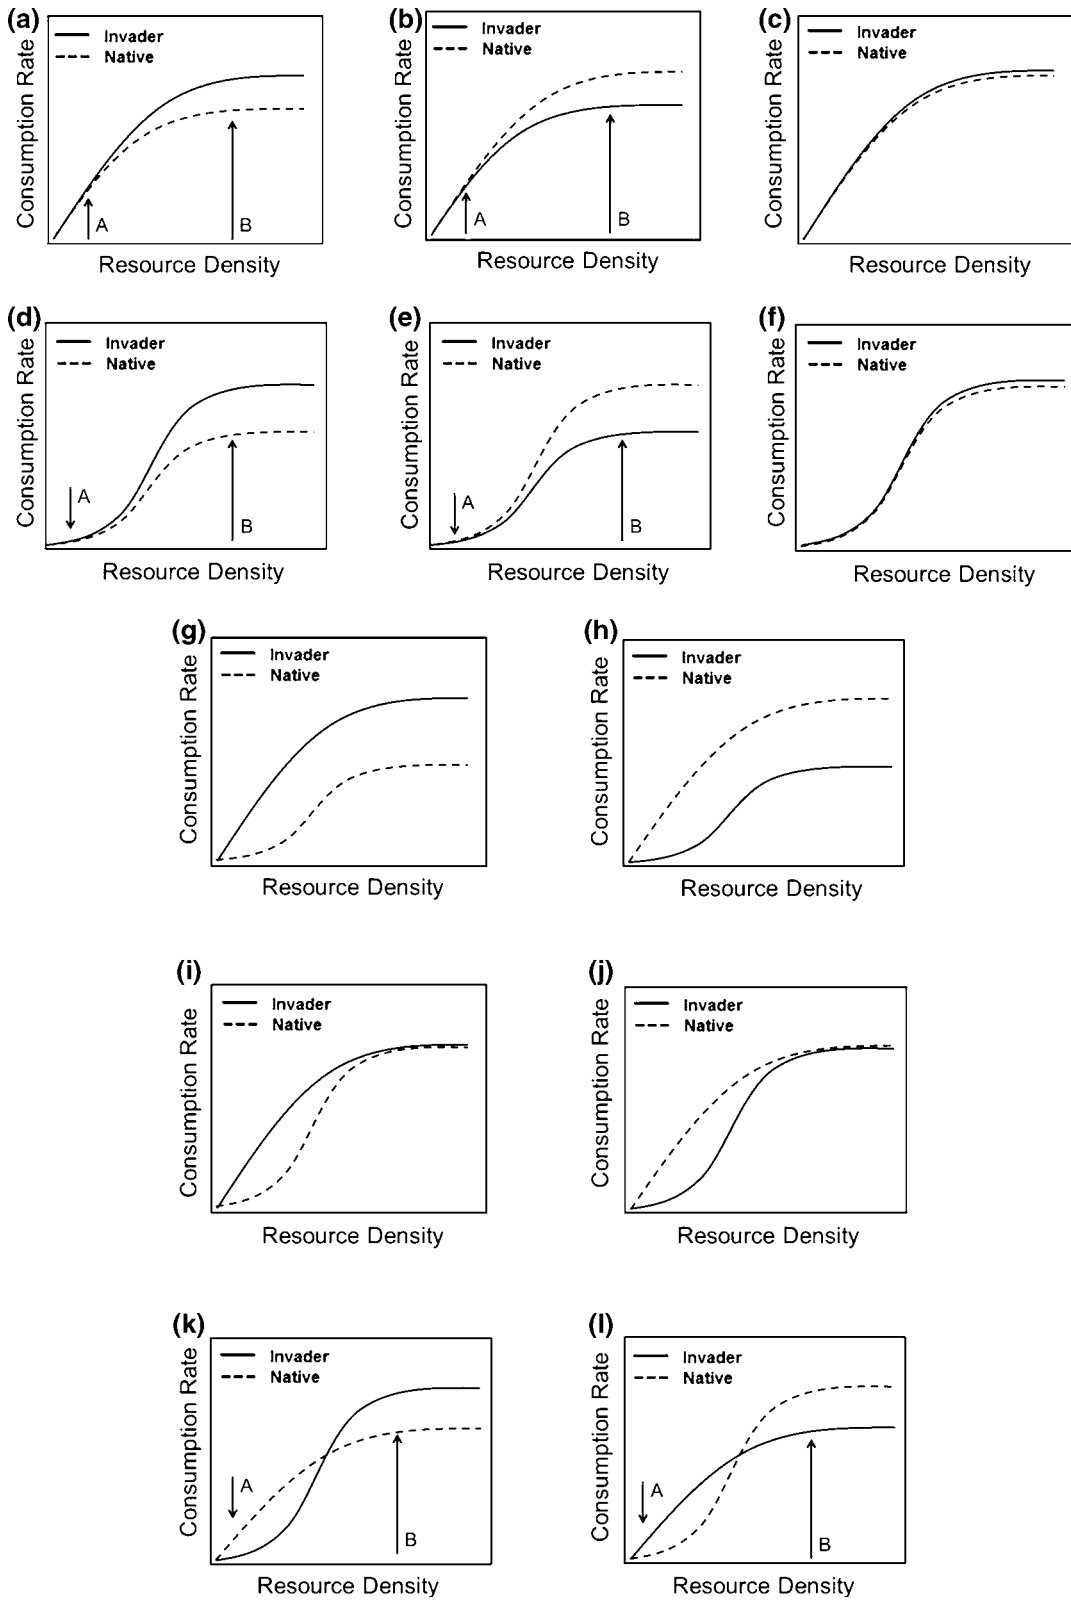 (a)
Invader
Native
Consumption Rate
A
B
Resource Density
(b)
Invader
Native
Consumption Rate
A
B
Resource Density
(c)
Invader
Native
Consumption Rate
Resource Density
(d)
Invader
Native
Consumption Rate
A
B
Resource Density
(e)
Invader
Native
Consumption Rate
A
B
Resource Density
(f)
Invader
Native
Consumption Rate
Resource Density
(g)
Invader
Native
Consumption Rate
Resource Density
(h)
Invader
Native
Consumption Rate
Resource Density
(i)
Invader
Native
Consumption Rate
Resource Density
(j)
Invader
Native
Consumption Rate
Resource Density
(k)
Invader
Native
Consumption Rate
A
B
Resource Density
(l)
Invader
Native
Consumption Rate
A
B
Resource Density